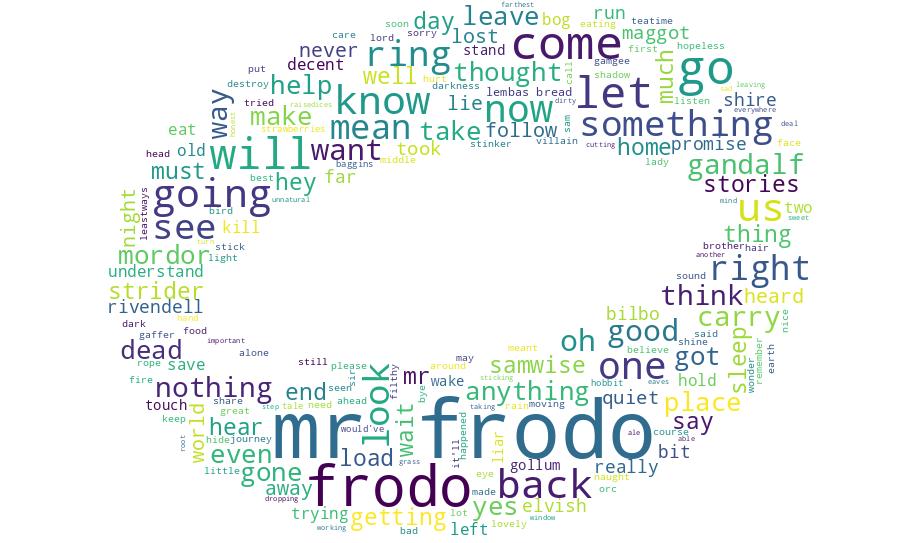 farthest
care soon lord sorry day leave bog eating run teatime
never lost stand come first maggot hopeless
decent ring gamgee go
put help well hurt thought call shadow much
destroy know darkness lembas bread let listen shire leaving
way tried raisedices lie now dirty everywhere
honest make mean take follow sam something deal
eat strawberries stinker villain cutting home promise face
old will want took lady gandalf
head must best baggins middle
hey far stories
leastways going unnatural mind
night bird see kill us two sweet
turn stick brother hair thing
mordor light another
understand sound right
strider hand think heard
rivendell bilbo carry nice
dark gaffer food important oh good said
dead alone believe shine
rope save still please may around meant samwise one got sleep wonder remember earth
fire nothing end seen sir look filthy mr wake sticking anything hobbit eaves hold
touch share ahead bye quiet place
keep great step tale need taking rain moving
world hear would've mr frodo ale course say
root hide journey wait happened able bit
even load it'll liar really
little gone grass gollum naught
away frodo eye back orc
dropping made yes elvish
trying getting lot lovely window
working bad left